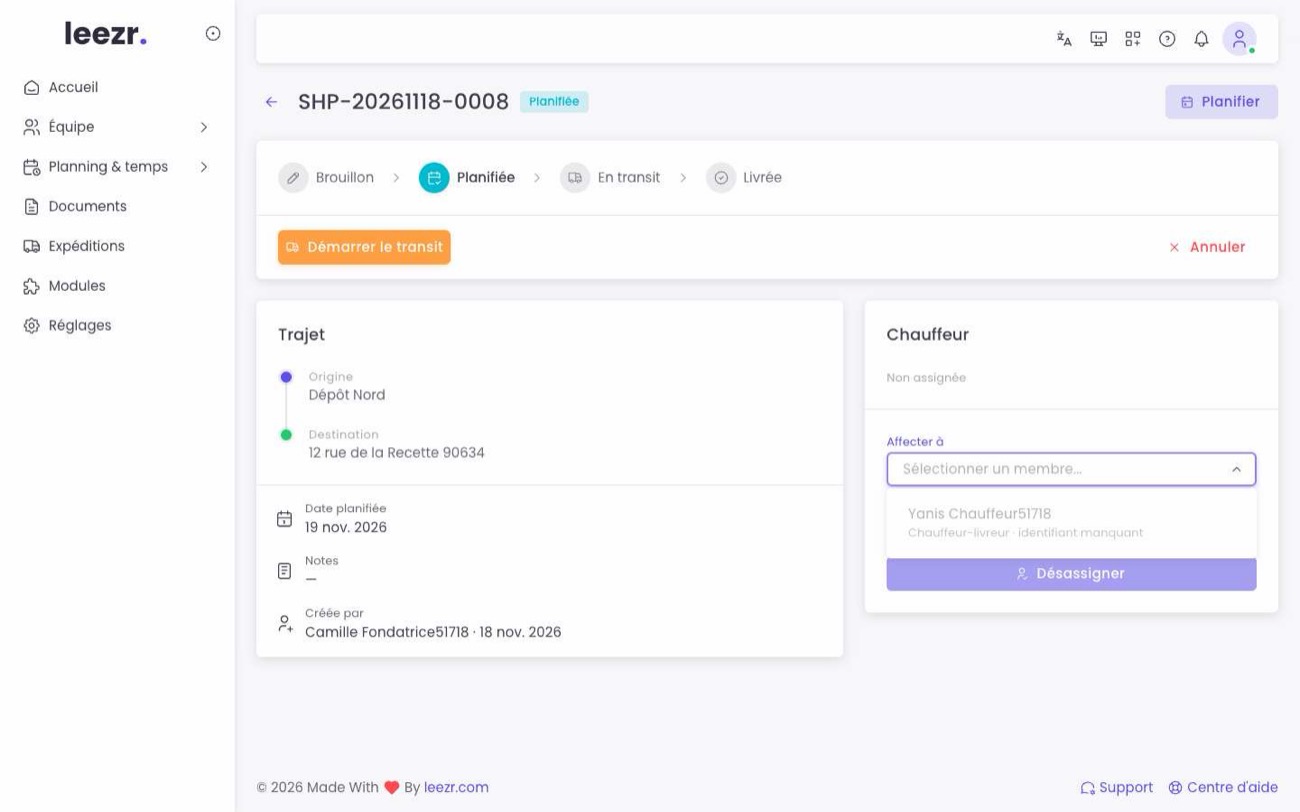 leezr.
Accueil
Équipe
Planning & temps
Documents
Expéditions
Modules
Réglages
SHP-20261118-0008
Planifiée
Planifier
Brouillon
Planifiée
En transit
Livrée
Démarrer le transit
Annuler
Trajet
Origine
Dépôt Nord
Destination
12 rue de la Recette 90634
Date planifiée
19 nov. 2026
Notes
—
Créée par
Camille Fondatrice51718 · 18 nov. 2026
Chauffeur
Non assignée
Affecter à
Sélectionner un membre...
Yanis Chauffeur51718
Chauffeur-livreur · identifiant manquant
Désassigner
© 2026 Made With ❤ By leezr.com
Support
Centre d'aide